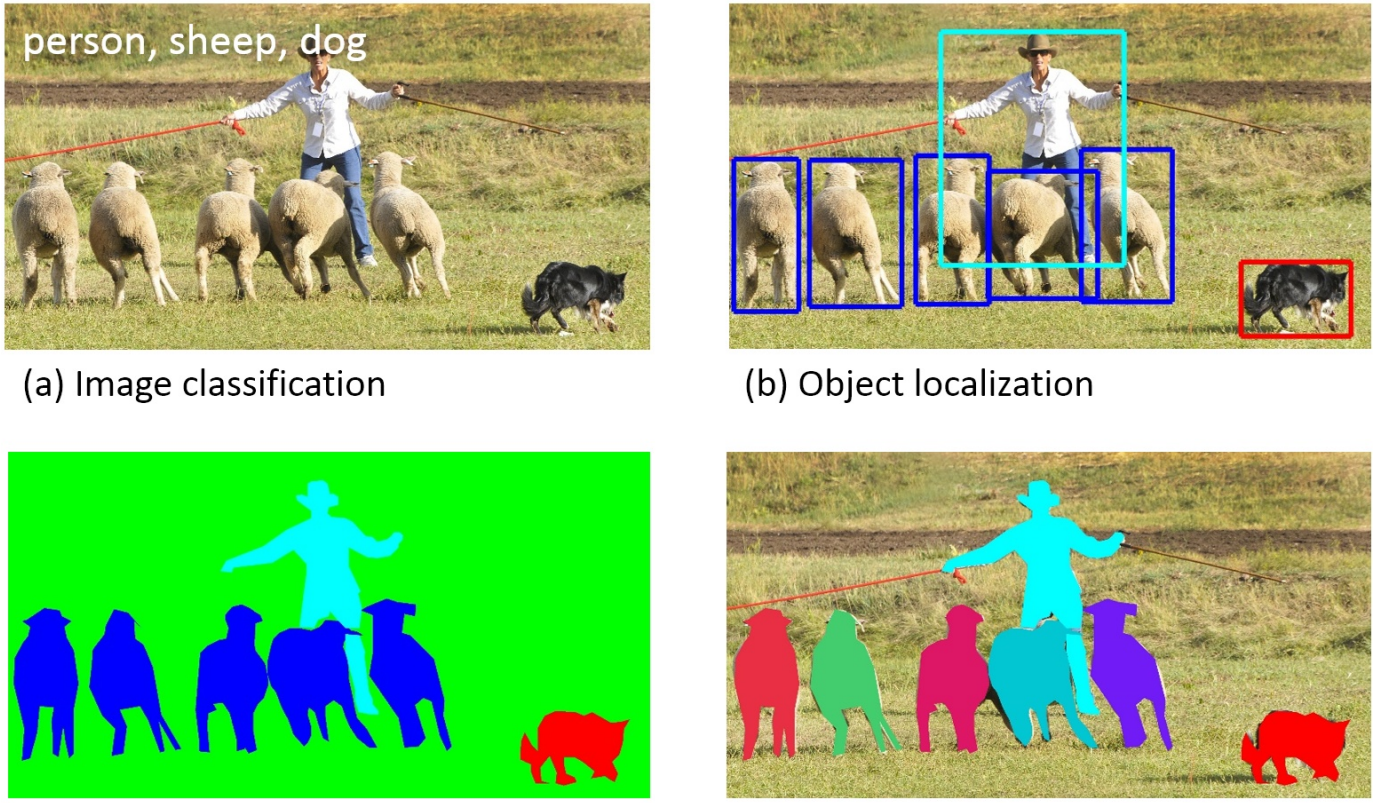 person, sheep, dog
(a) Image classification
(b) Object localization